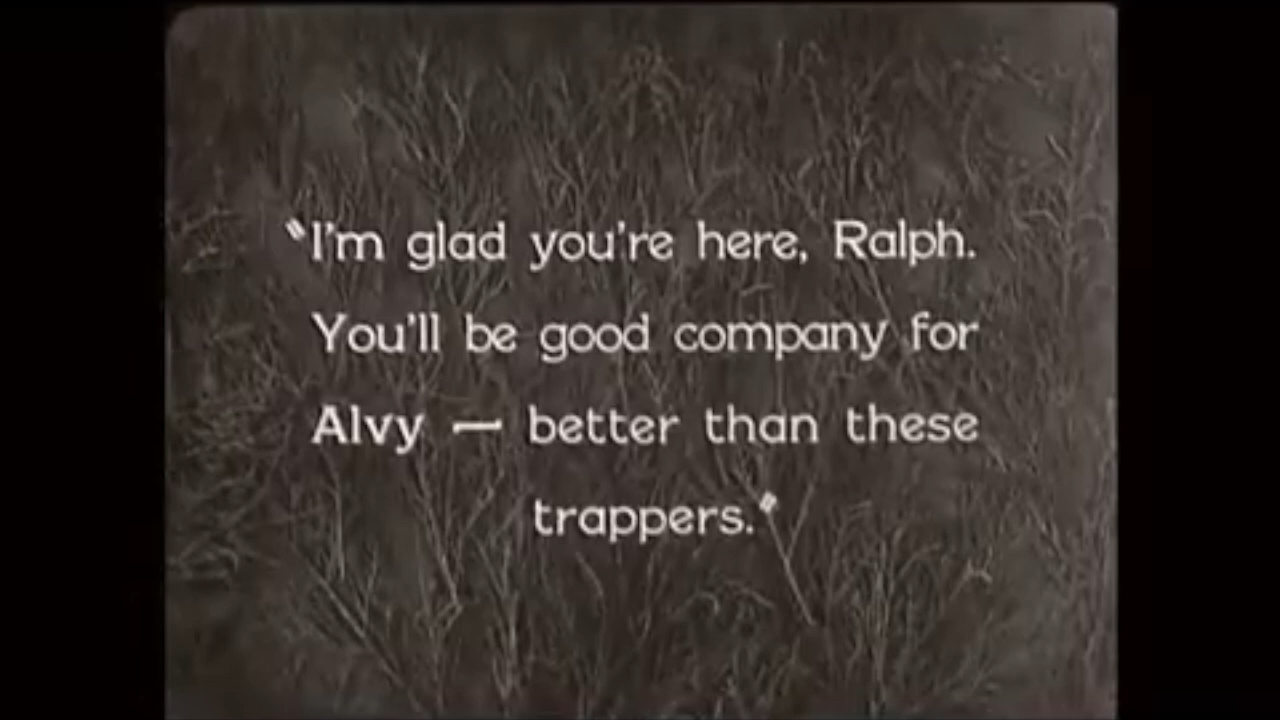 "I'm glad you're here, Ralph.
You'll be good company for
Alvy — better than these
trappers."